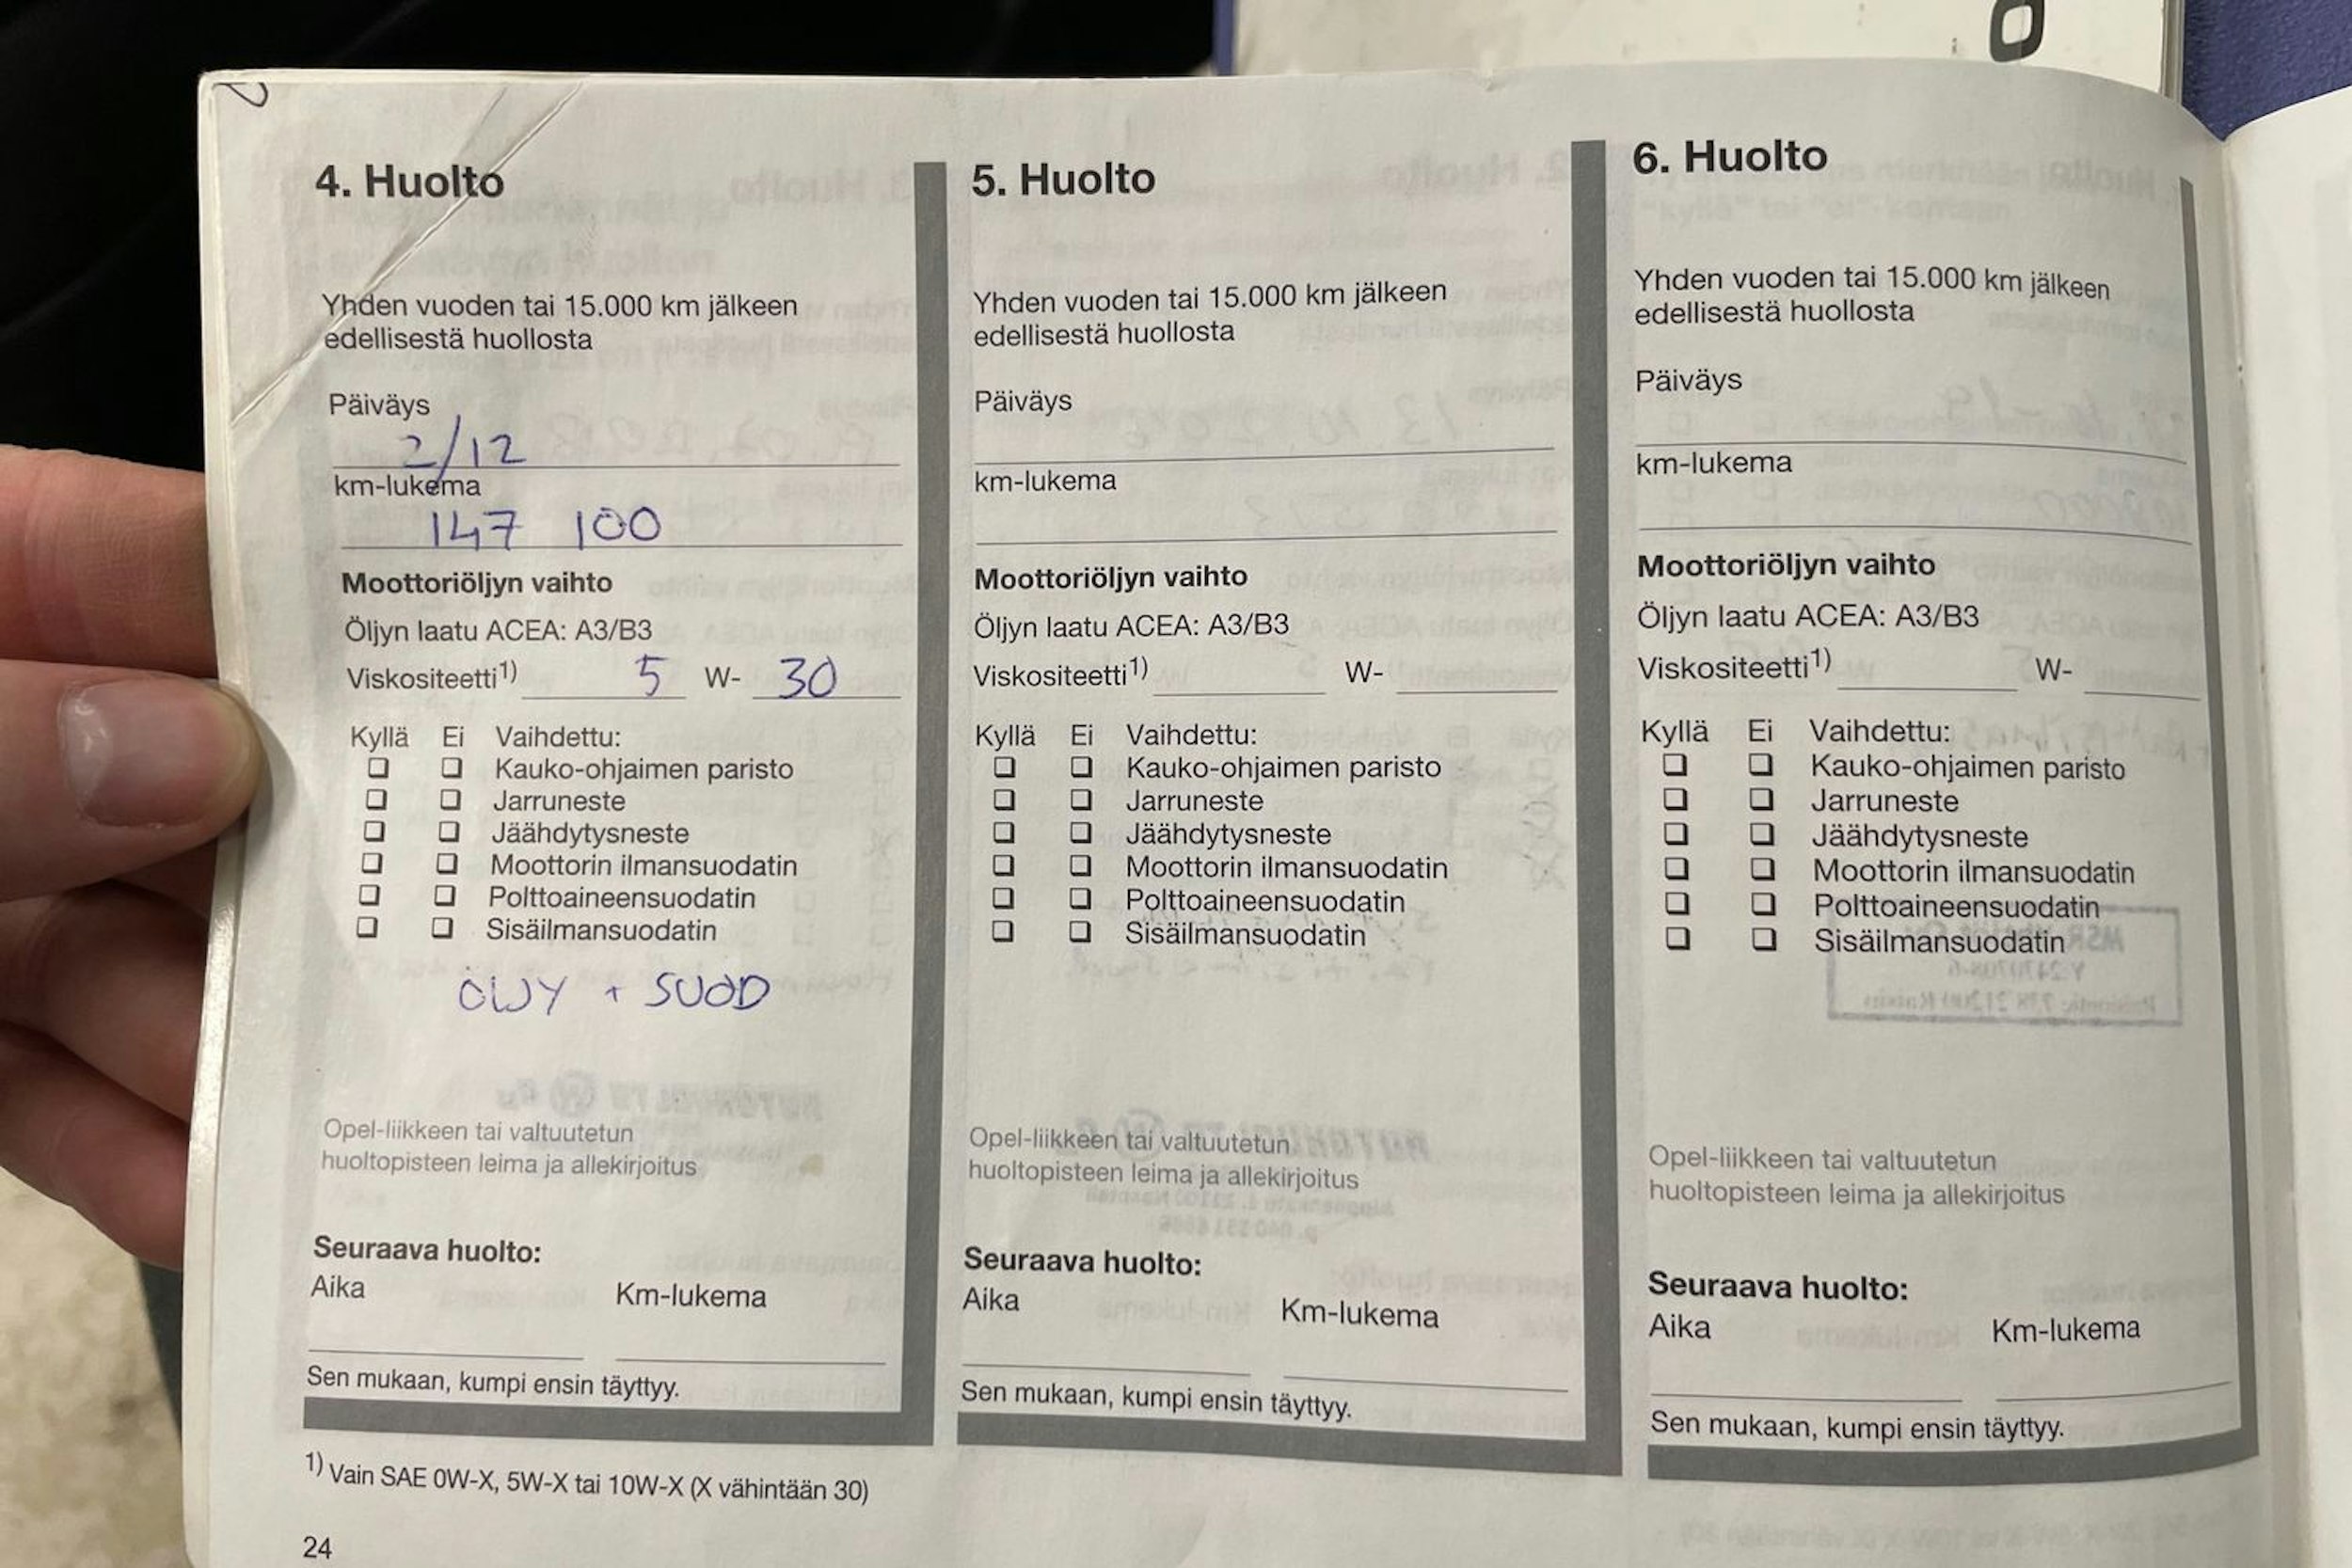 4. Huolto
Yhden vuoden tai 15.000 km jälkeen
edellisestä huollosta
Päiväys
2/12
km-lukema
147 100
Moottoriöljyn vaihto
Öljyn laatu ACEA: A3/B3
Viskositeetti1) 5 W- 30
Kyllä Ei Vaihdettu:
Kauko-ohjaimen paristo
Jarruneste
Jäähdytysneste
Moottorin ilmansuodatin
Polttoaineensuodatin
Sisäilmansuodatin
ÖLJY + SUOD
Opel-liikkeen tai valtuutetun
huoltopisteen leima ja allekirjoitus
Seuraava huolto:
Aika Km-lukema
Sen mukaan, kumpi ensin täyttyy.
1) Vain SAE 0W-X, 5W-X tai 10W-X (X vähintään 30)
24
5. Huolto
Yhden vuoden tai 15.000 km jälkeen
edellisestä huollosta
Päiväys
km-lukema
Moottoriöljyn vaihto
Öljyn laatu ACEA: A3/B3
Viskositeetti1) W-
Kyllä Ei Vaihdettu:
Kauko-ohjaimen paristo
Jarruneste
Jäähdytysneste
Moottorin ilmansuodatin
Polttoaineensuodatin
Sisäilmansuodatin
Opel-liikkeen tai valtuutetun
huoltopisteen leima ja allekirjoitus
Seuraava huolto:
Aika Km-lukema
Sen mukaan, kumpi ensin täyttyy.
6. Huolto
Yhden vuoden tai 15.000 km jälkeen
edellisestä huollosta
Päiväys
km-lukema
Moottoriöljyn vaihto
Öljyn laatu ACEA: A3/B3
Viskositeetti1) W-
Kyllä Ei Vaihdettu:
Kauko-ohjaimen paristo
Jarruneste
Jäähdytysneste
Moottorin ilmansuodatin
Polttoaineensuodatin
Sisäilmansuodatin
Opel-liikkeen tai valtuutetun
huoltopisteen leima ja allekirjoitus
Seuraava huolto:
Aika Km-lukema
Sen mukaan, kumpi ensin täyttyy.